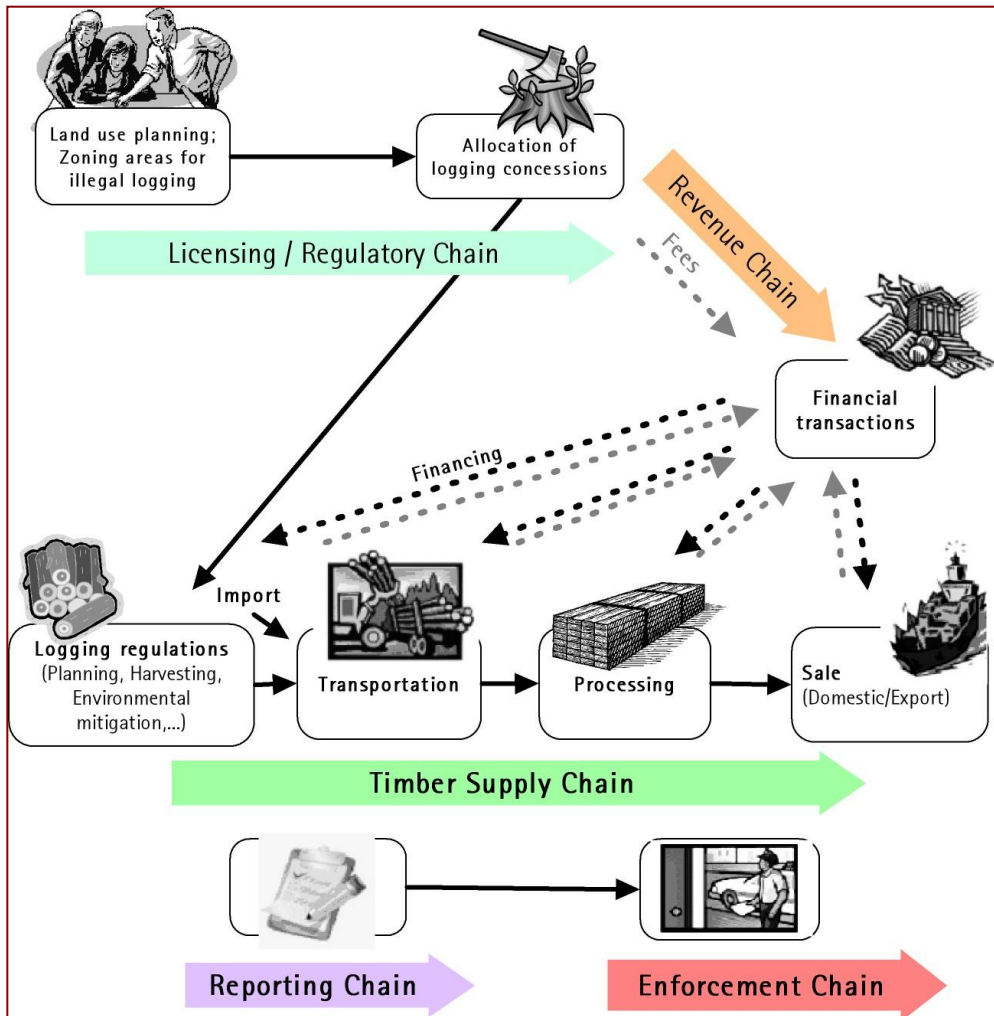 Land use planning;
Zoning areas for
illegal logging
Allocation of
logging concessions
Revenue Chain
Licensing / Regulatory Chain
Fees
Financial
transactions
Financing
Import
Logging regulations
(Planning, Harvesting,
Environmental
mitigation,...)
Transportation
Processing
Sale
(Domestic/Export)
Timber Supply Chain
Reporting Chain
Enforcement Chain